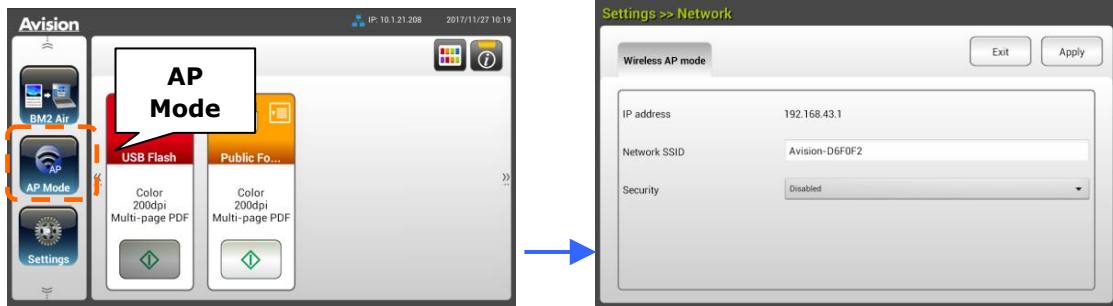 Avision
IP: 10.1.21.208
2017/11/27 10:19
AP
Mode
BM2 Air
AP
AP Mode
Settings
USB Flash
Color
200dpi
Multi-page PDF
Public Fo...
Color
200dpi
Multi-page PDF
Settings >> Network
Wireless AP mode
Exit
Apply
IP address
192.168.43.1
Network SSID
Avision-D6F0F2
Security
Disabled